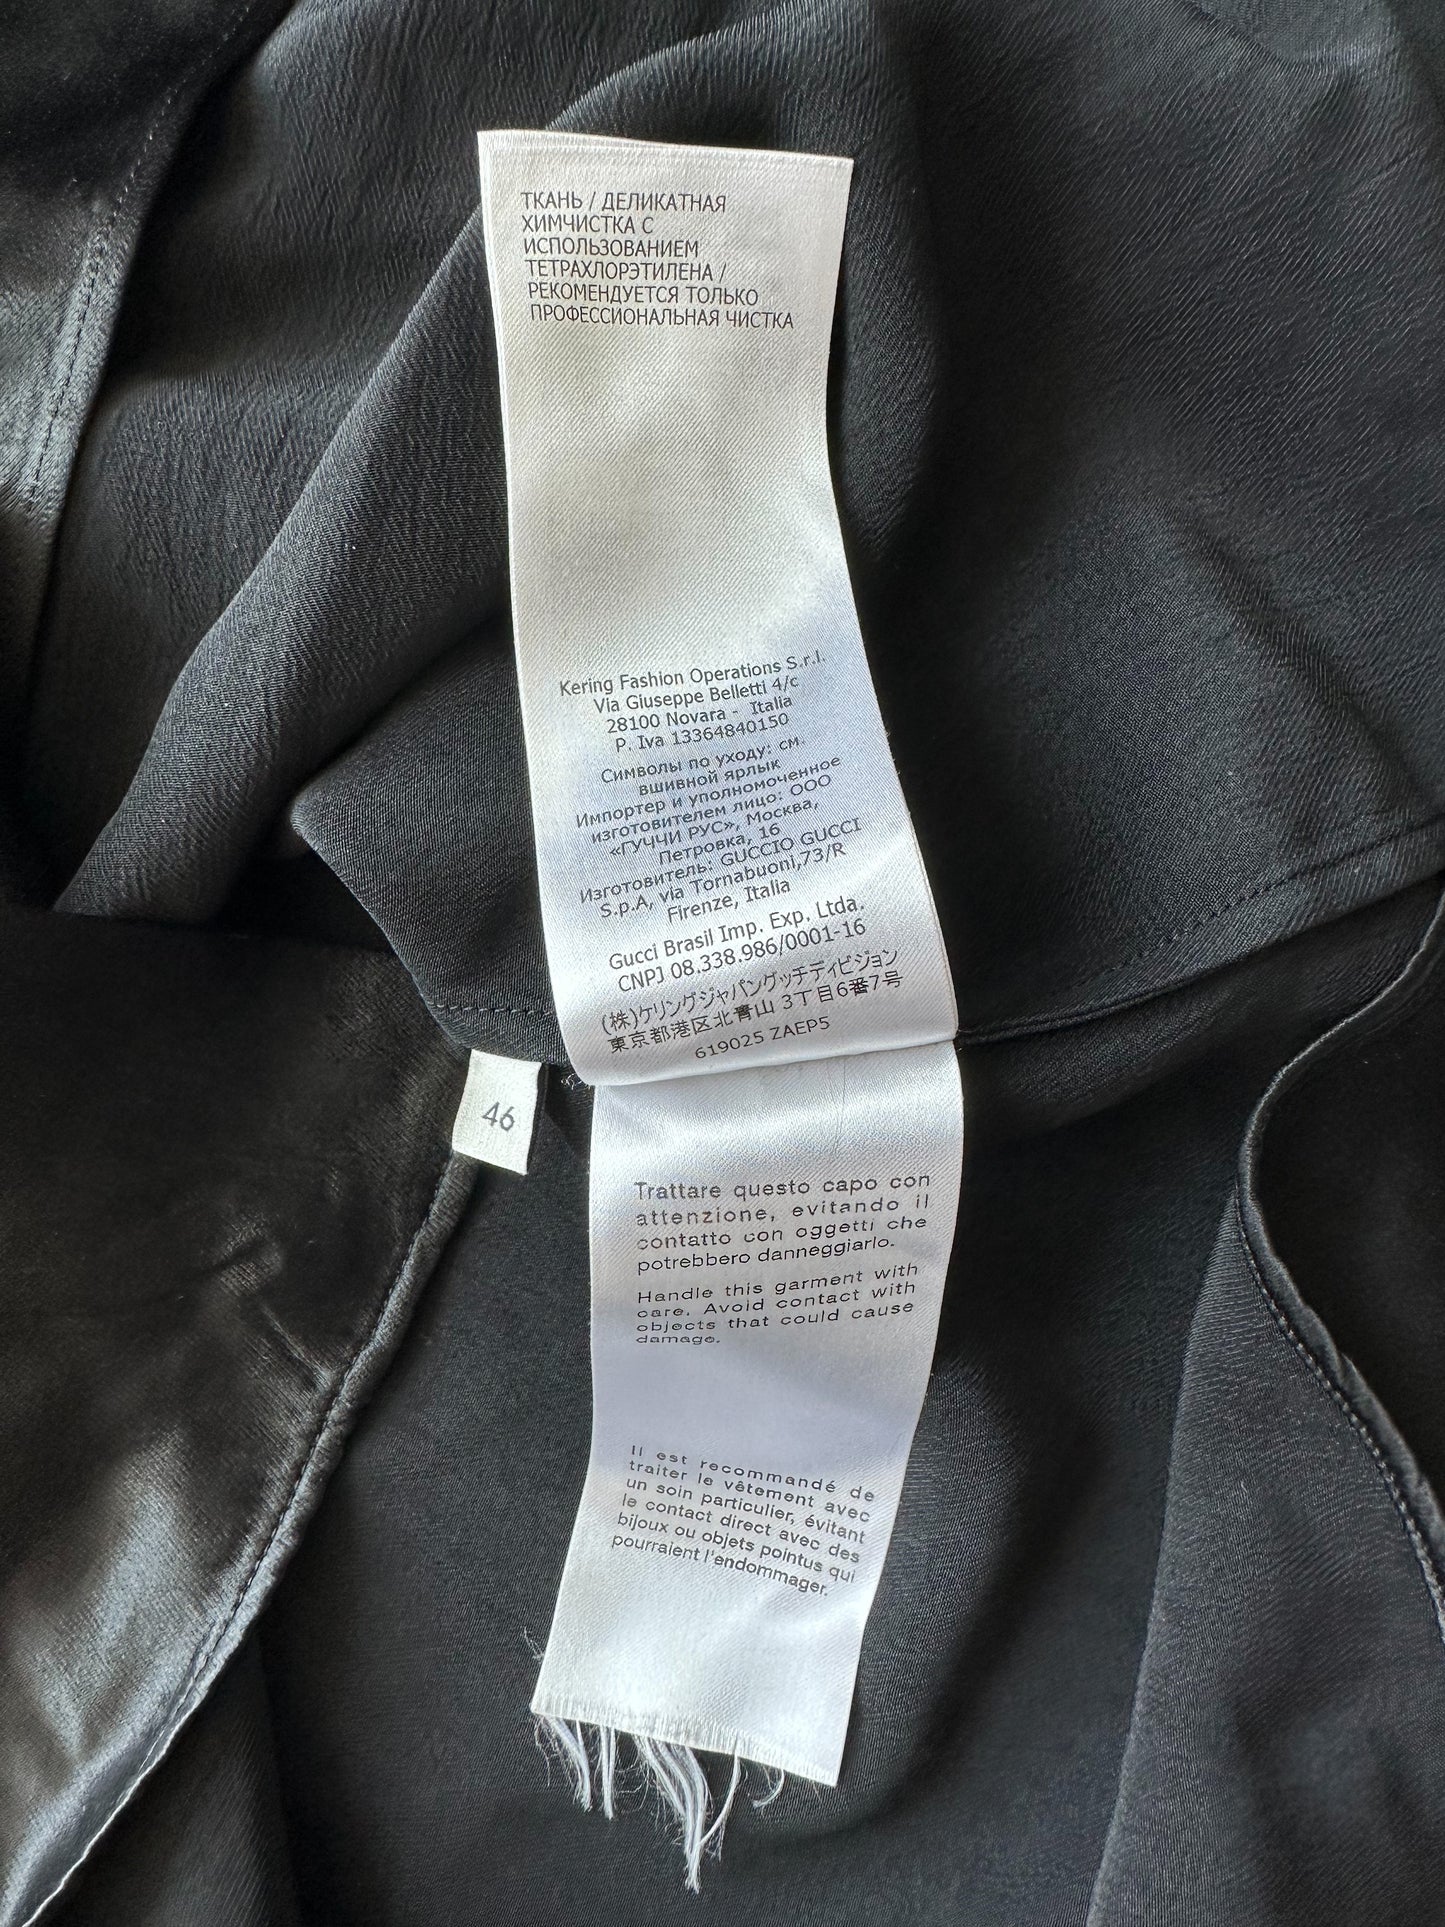 ТКАНЬ / ДЕЛИКАТНАЯ
ХИМЧИСТКА С
ИСПОЛЬЗОВАНИЕМ
ТЕТРАХЛОРЭТИЛЕНА /
РЕКОМЕНДУЕТСЯ ТОЛЬКО
ПРОФЕССИОНАЛЬНАЯ ЧИСТКА
Kering Fashion Operations S.r.l.
Via Giuseppe Belletti 4/c
28100 Novara - Italia
P. Iva 13364840150
Символы по уходу: см.
вшивной ярлык
Импортер и уполномоченное
изготовителем лицо: ООО
«ГУЧЧИ РУС», Москва,
Петровка, 16
Изготовитель: GUCCIO GUCCI
S.p.A, via Tornabuoni,73/R
Firenze, Italia
Gucci Brasil Imp. Exp. Ltda.
CNPJ 08.338.986/0001-16
(株)ケリングジャパングッチディビジョン
東京都港区北青山 3丁目6番7号
619025 ZAEP5
46
Trattare questo capo con
attenzione, evitando il
contatto con oggetti che
potrebbero danneggiarlo.
Handle this garment with
care. Avoid contact with
objects that could cause
damage.
Il est recommandé de
traiter le vêtement avec
un soin particulier, évitant
le contact direct avec des
bijoux ou objets pointus qui
pourraient l'endommager.